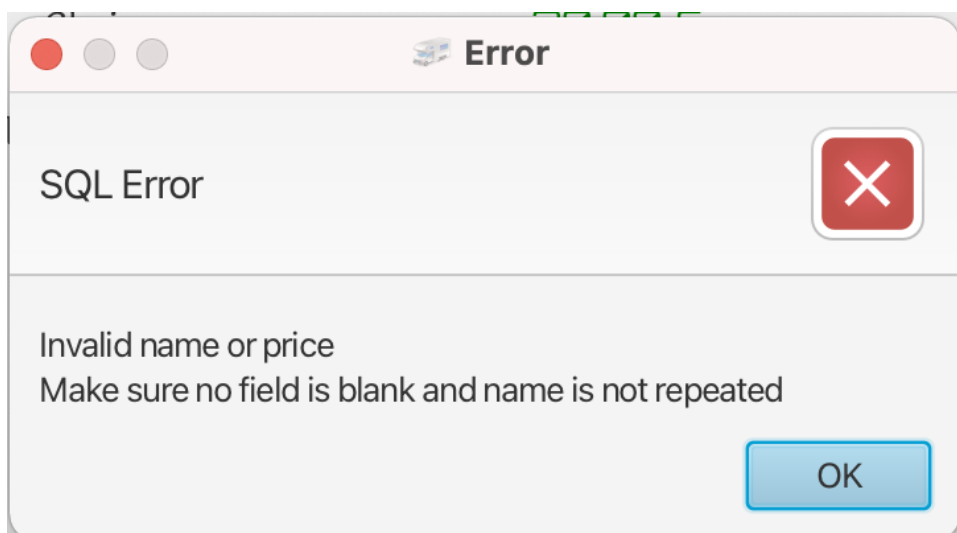 Error
SQL Error
Invalid name or price
Make sure no field is blank and name is not repeated
OK